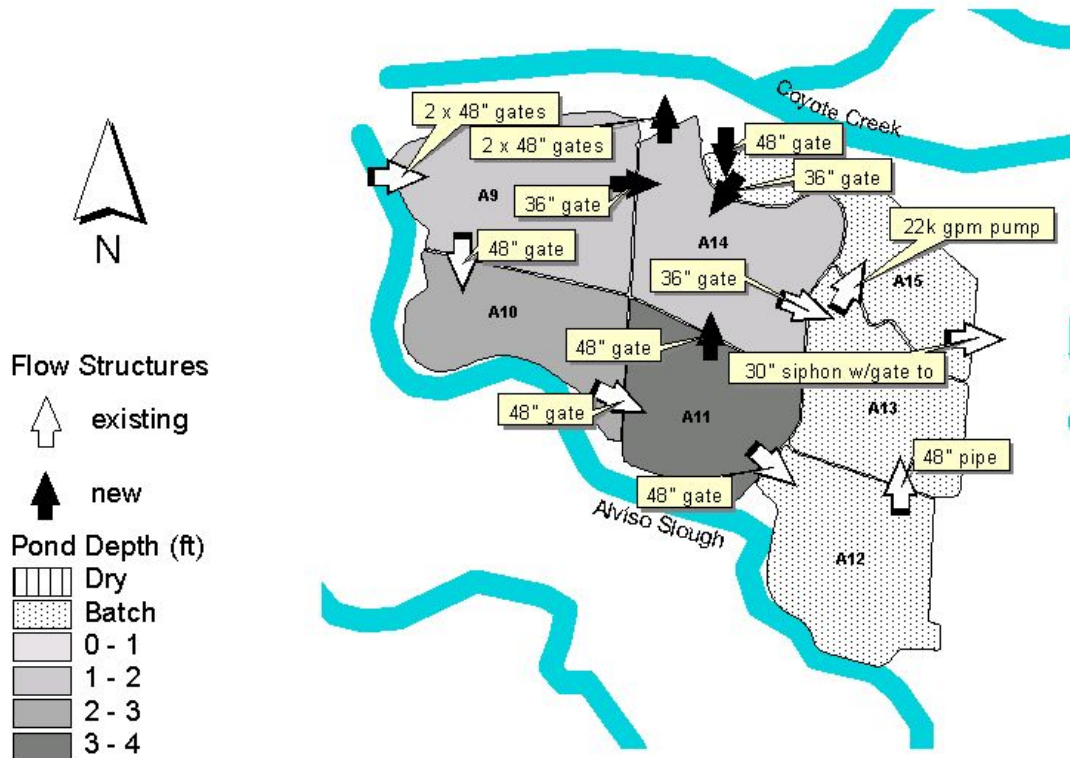 2 x 48" gates
Coyote Creek
2 x 48" gates
48" gate
36" gate
A9
36" gate
22k gpm pump
N
48" gate
A14
36" gate
A15
A10
48" gate
30" siphon w/gate to
Flow Structures
existing
48" gate
A11
A13
new
48" gate
48" pipe
Alviso Slough
A12
Pond Depth (ft)
Dry
Batch
0 - 1
1 - 2
2 - 3
3 - 4